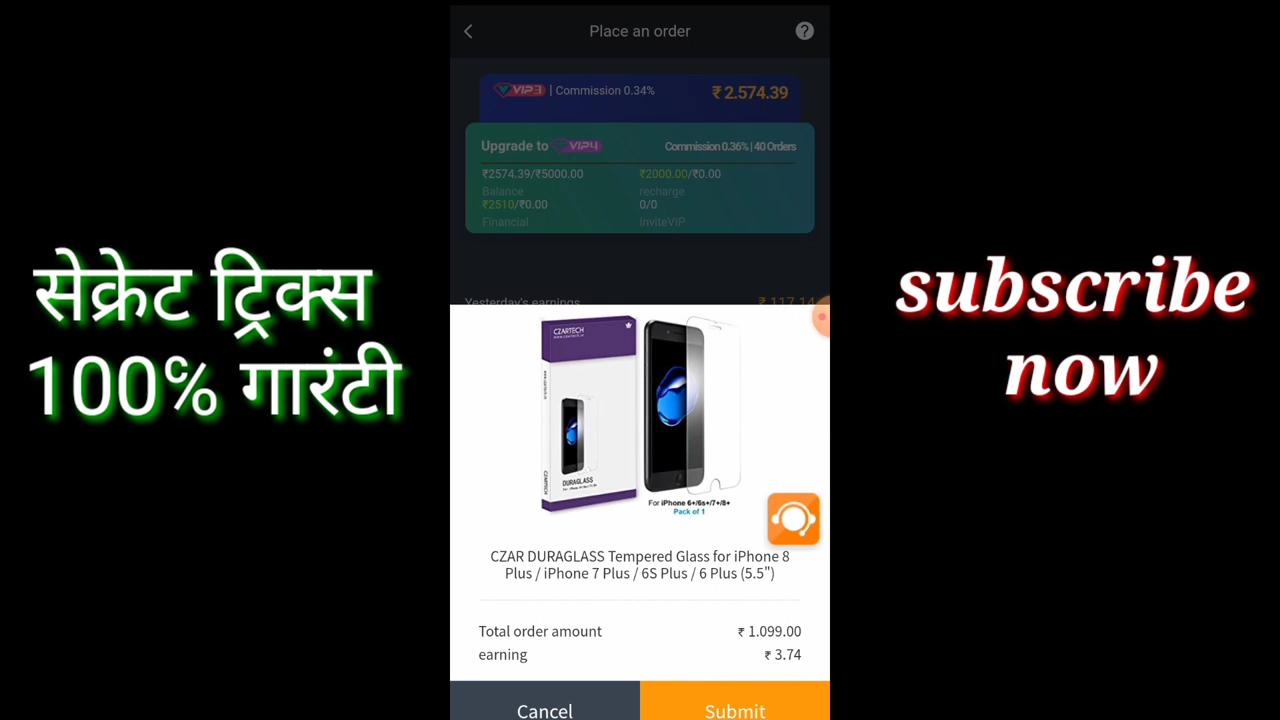 Place an order
?
VIP3 | Commission 0.34%
₹ 2.574.39
Upgrade to VIP4
Commission 0.36% | 40 Orders
₹2574.39/₹5000.00
₹2000.00/₹0.00
Balance
recharge
₹2510/₹0.00
0/0
Financial
InviteVIP
Yesterday's earnings
₹ 117.14
सेक्रेट ट्रिक्स
100℅ गारंटी
subscribe
now
CZARTECH
DURAGLASS
CZARTECH
For iPhone 6+/6s+/7+/8+
Pack of 1
CZAR DURAGLASS Tempered Glass for iPhone 8
Plus / iPhone 7 Plus / 6S Plus / 6 Plus (5.5")
Total order amount
₹ 1.099.00
earning
₹ 3.74
Cancel
Submit